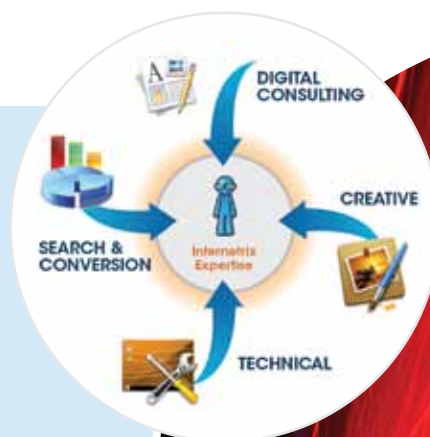 DIGITAL
CONSULTING
CREATIVE
SEARCH &
CONVERSION
Internetrix
Expertise
TECHNICAL